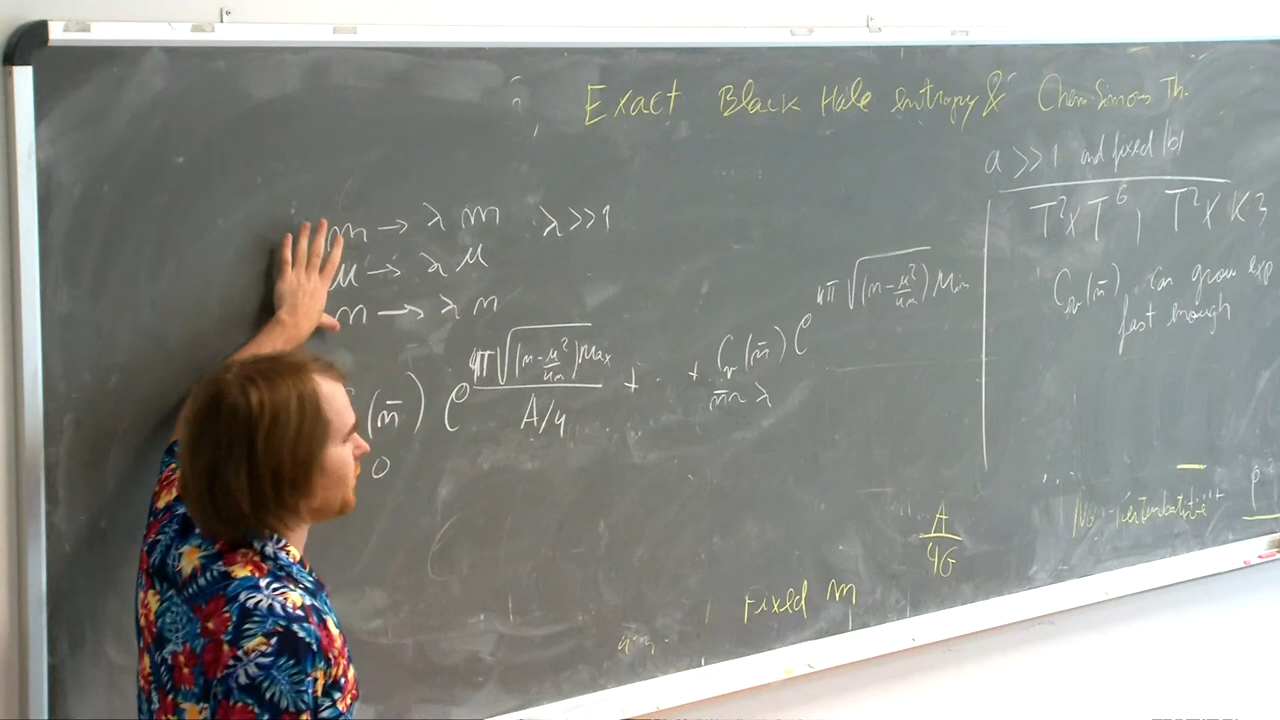 Exact Black Hole entropy & Chern-Simons Th.
a >> 1 and fixed |b|
T²×T⁶, T²×K3
m → λ m   λ >> 1
μ → λ μ
n → λ n
C_r(m̄) can grow exp
fast enough
(m̄) e^{4π√((n-μ²/4m) Max} + .. + C_r(m̄) e^{4π√((n-μ²/4m)) Min}
A/4
m̄ ~ λ
0
Non-perturbative
A/4G
Fixed m